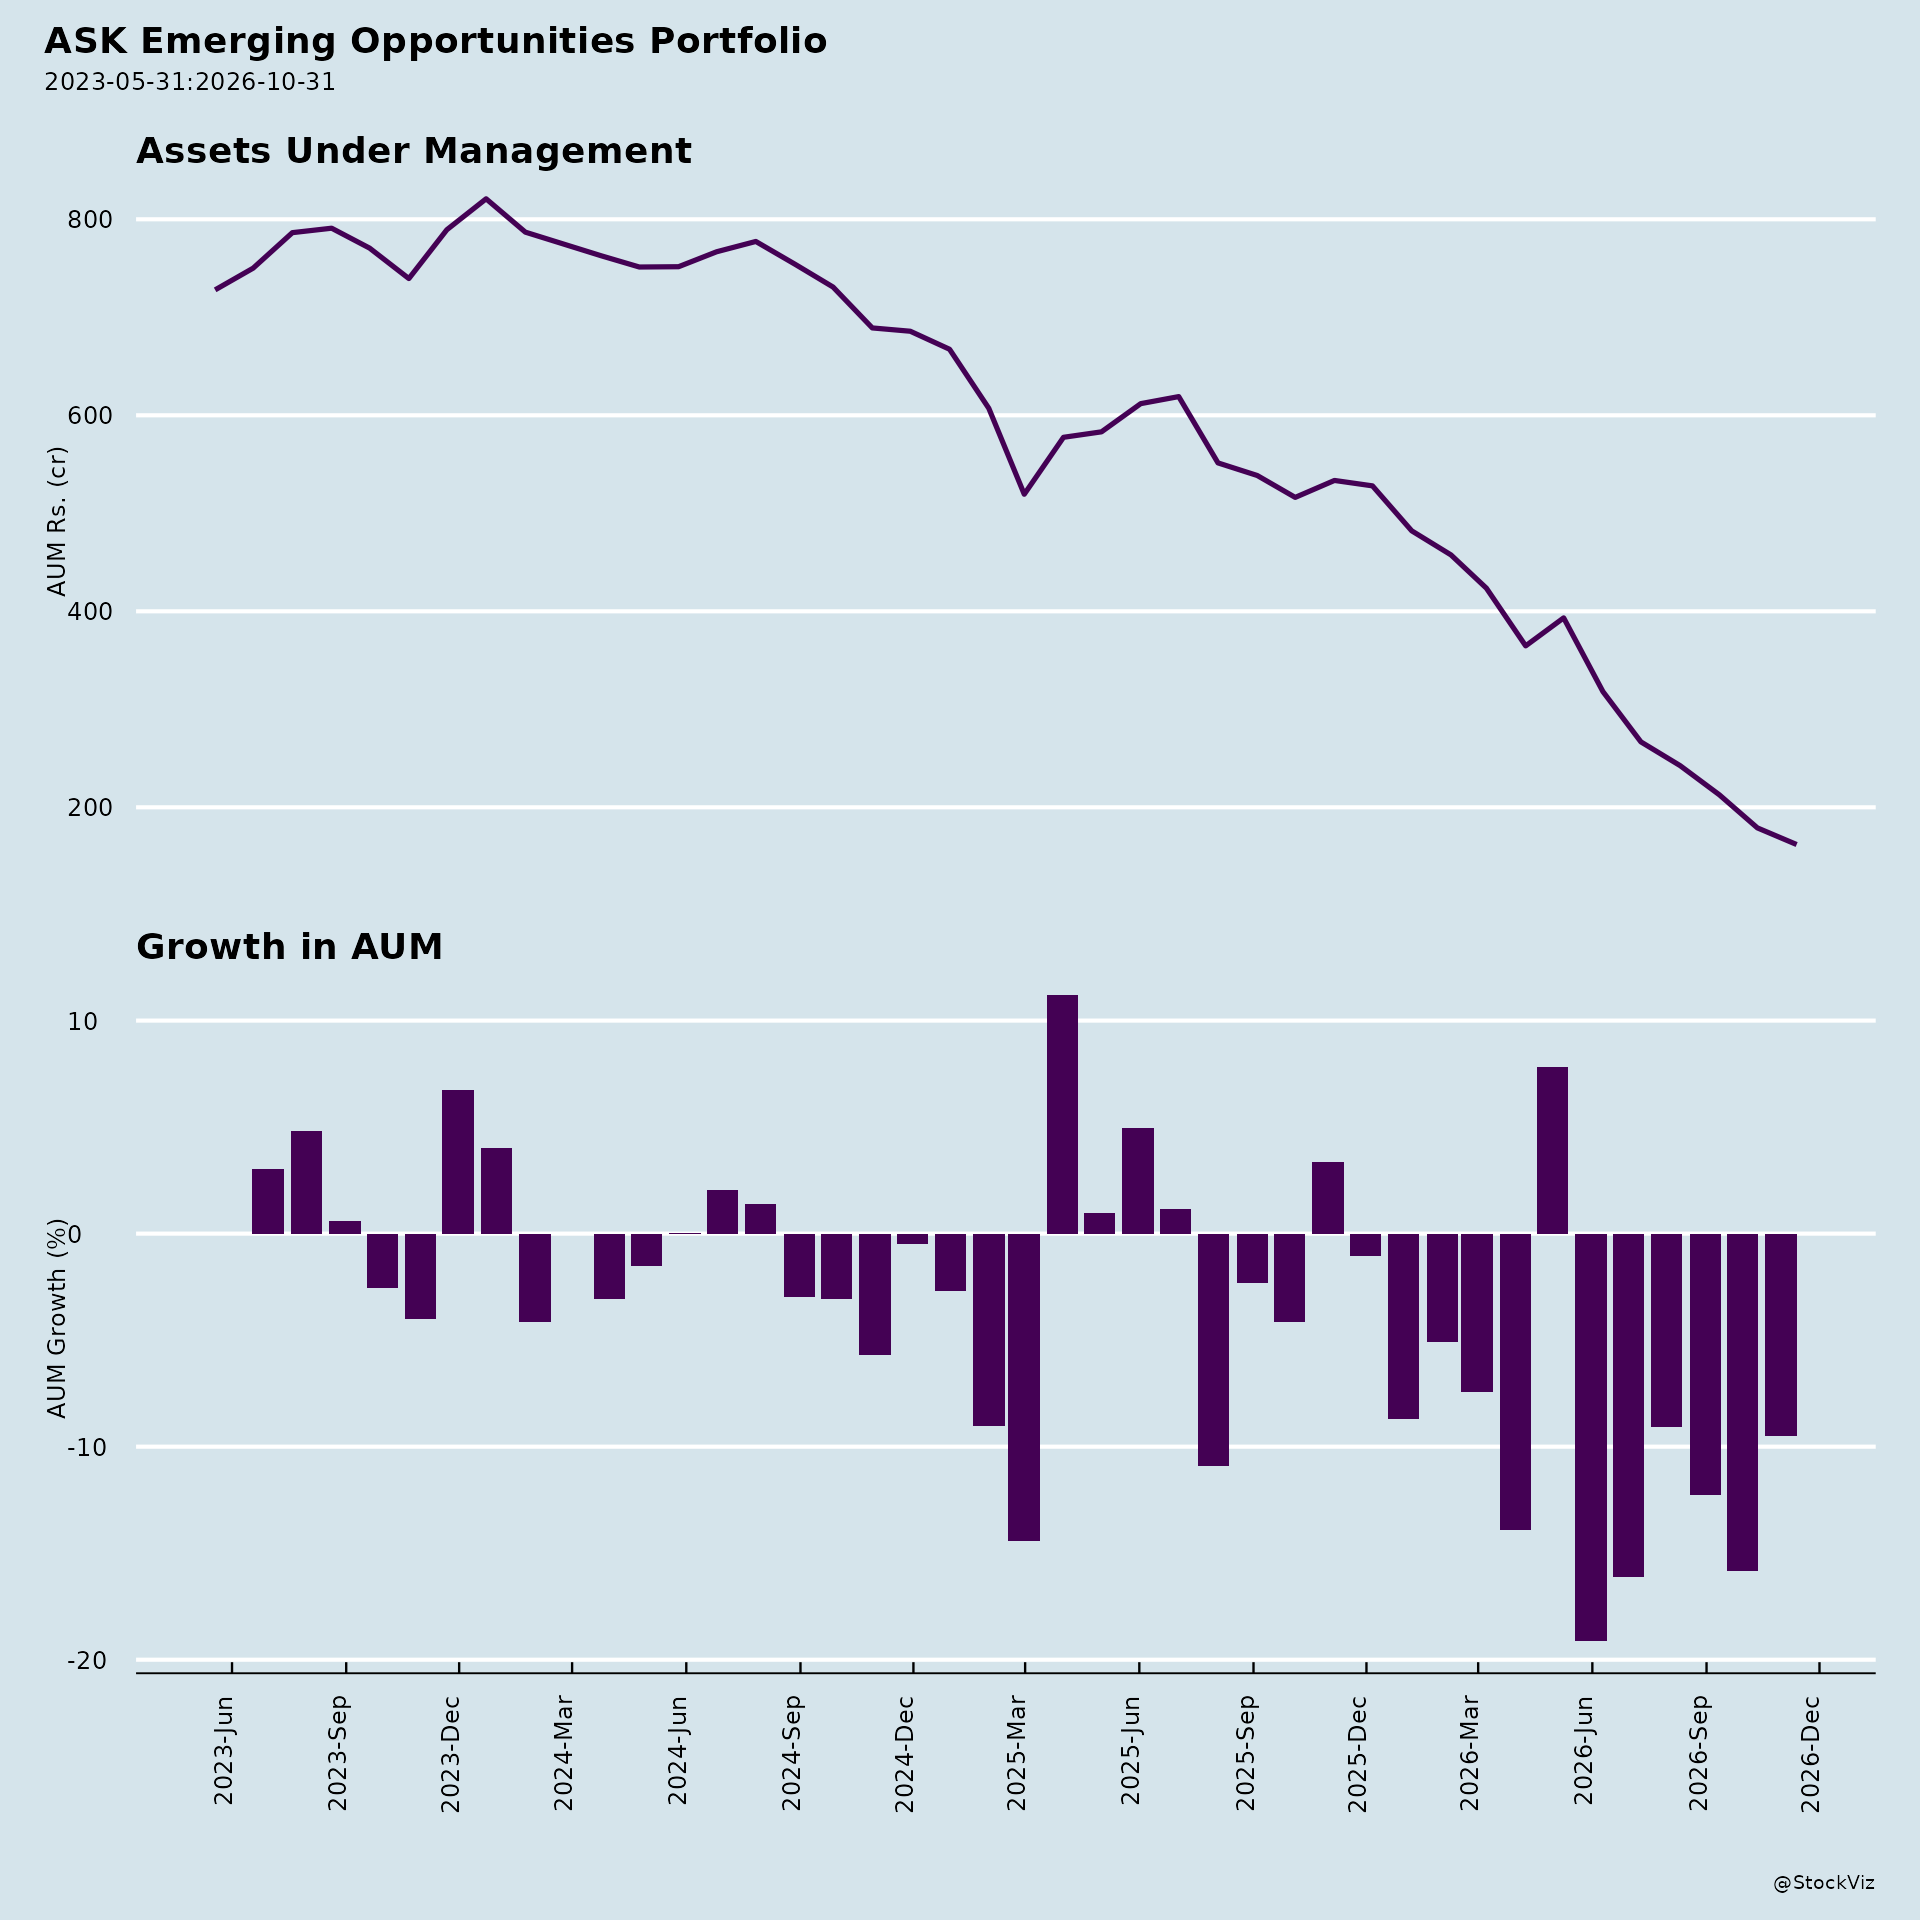 ASK Emerging Opportunities Portfolio
2023-05-31:2026-10-31
Assets Under Management
800
600
400
200
AUM Rs. (cr)
Growth in AUM
10
0
-10
-20
AUM Growth (%)
2023-Jun
2023-Sep
2023-Dec
2024-Mar
2024-Jun
2024-Sep
2024-Dec
2025-Mar
2025-Jun
2025-Sep
2025-Dec
2026-Mar
2026-Jun
2026-Sep
2026-Dec
@StockViz